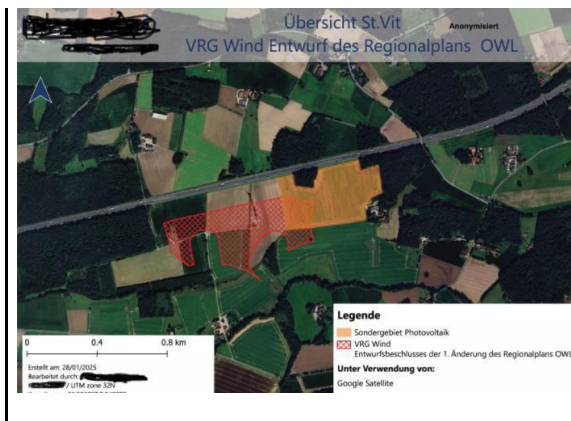 Übersicht St.Vit
Anonymisiert
VRG Wind Entwurf des Regionalplans OWL
Legende
Sondergebiet Photovoltaik
VRG Wind
Entwurfsbeschlusses der 1. Änderung des Regionalplans OWL
Unter Verwendung von:
Google Satellite
0 0.4 0.8 km
Erstellt am: 28/01/2025
Bearbeitet durch:
/ UTM zone 32N